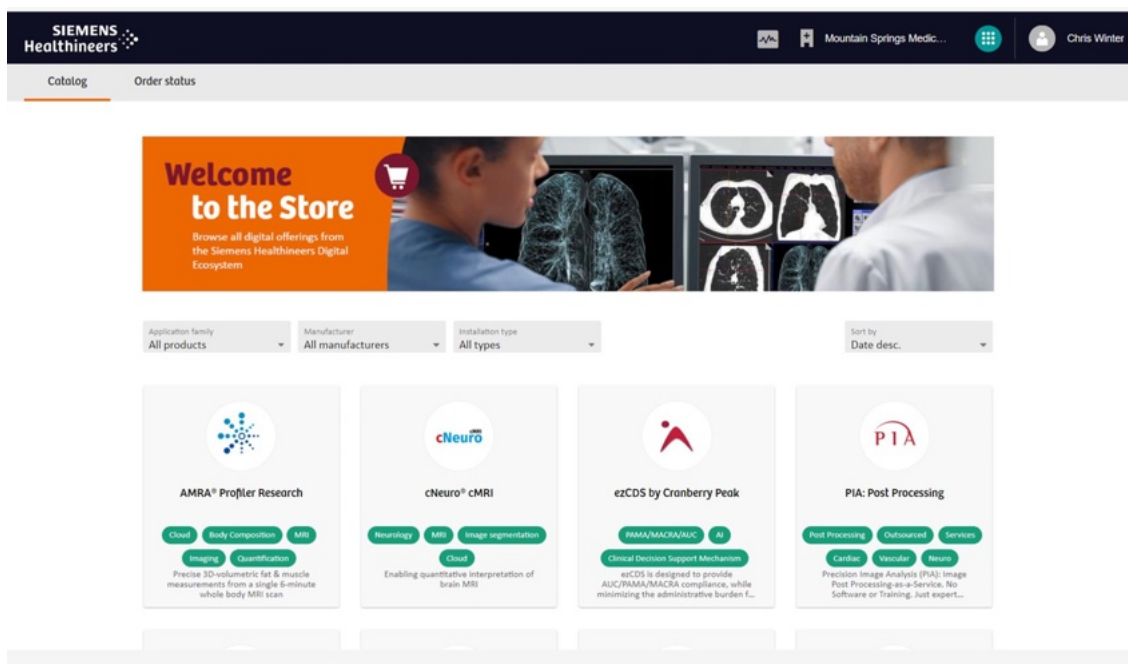 SIEMENS
Healthineers
Mountain Springs Medic...
Chris Winter
Catalog
Order status
Welcome
to the Store
Browse all digital offerings from
the Siemens Healthineers Digital
Ecosystem
Application family
All products
Manufacturer
All manufacturers
Installation type
All types
Sort by
Date desc.
cNeuro cMRI
PIA
AMRA® Profiler Research
cNeuro® cMRI
ezCDS by Cranberry Peak
PIA: Post Processing
Cloud Body Composition MRI
Imaging Quantification
Precise 3D-volumetric fat & muscle
measurements from a single 6-minute
whole body MRI scan
Neurology MRI Image segmentation
Cloud
Enabling quantitative interpretation of
brain MRI
PAMA/MACRA/AUC AI
Clinical Decision Support Mechanism
ezCDS is designed to provide
AUC/PAMA/MACRA compliance, while
minimizing the administrative burden f...
Post Processing Outsourced Services
Cardiac Vascular Neuro
Precision Image Analysis (PIA): Image
Post Processing-as-a-Service. No
Software or Training. Just expert...